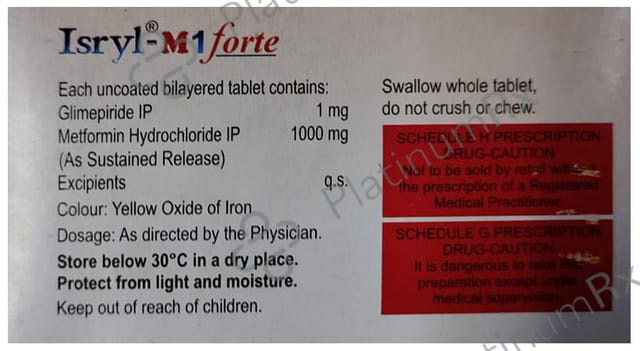 Isryl®-M1forte
Each uncoated bilayered tablet contains:
Glimepiride IP 1 mg
Metformin Hydrochloride IP 1000 mg
(As Sustained Release)
Excipients q.s.
Colour: Yellow Oxide of Iron
Dosage: As directed by the Physician.
Store below 30°C in a dry place.
Protect from light and moisture.
Keep out of reach of children.
Swallow whole tablet,
do not crush or chew.
SCHEDULE H PRESCRIPTION
DRUG-CAUTION
Not to be sold by retail without
the prescription of a Registered
Medical Practitioner
SCHEDULE G PRESCRIPTION
DRUG-CAUTION
It is dangerous to take this
preparation except under
medical supervision
PlatinumRx
PlatinumRx